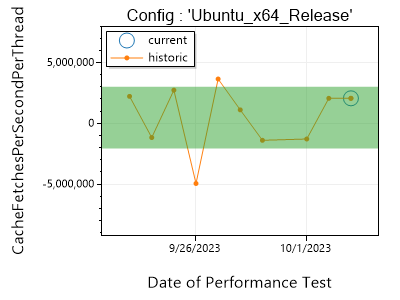 Config : 'Ubuntu_x64_Release'
current
historic
CacheFetchesPerSecondPerThread
5,000,000
0
-5,000,000
9/26/2023
10/1/2023
Date of Performance Test